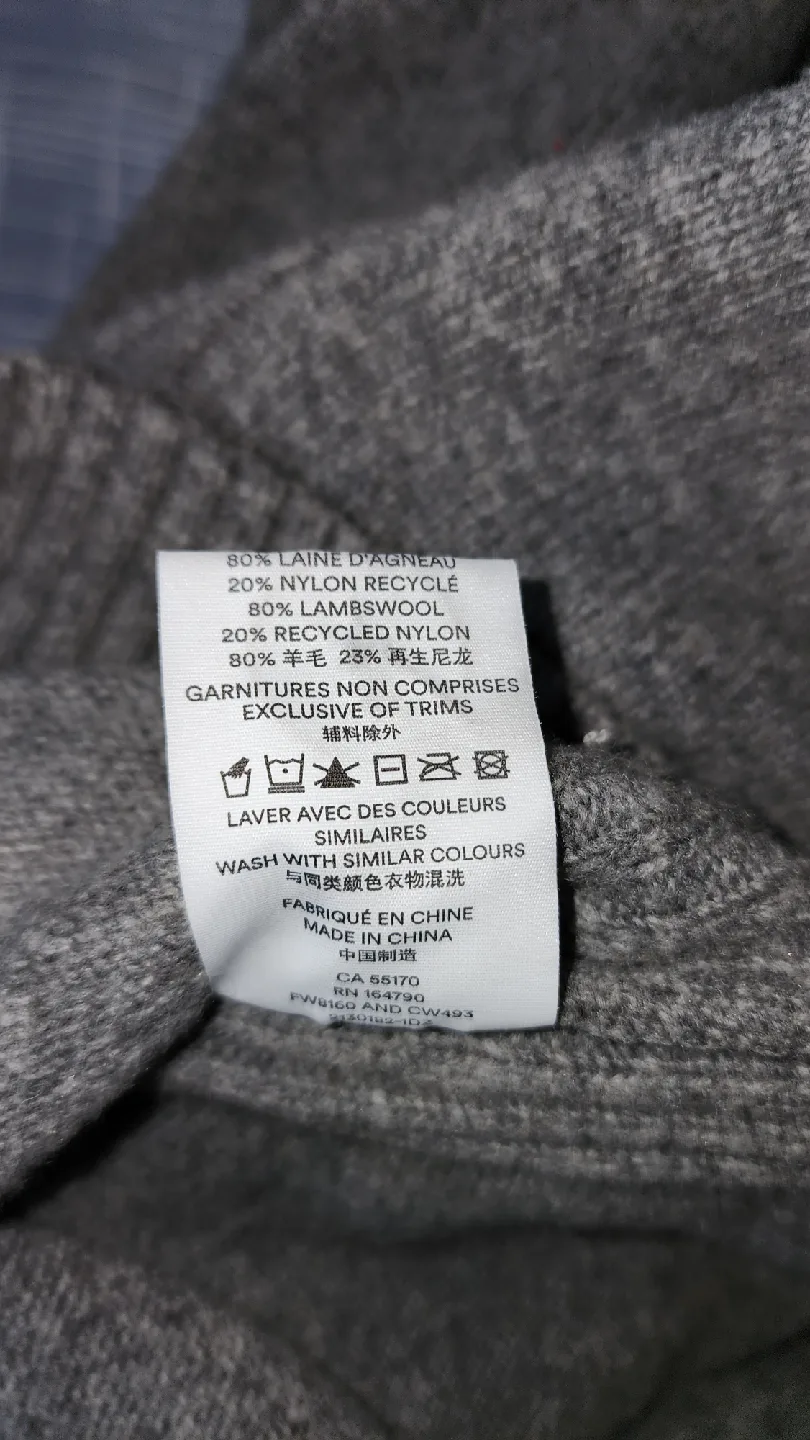 80% LAINE D'AGNEAU
20% NYLON RECYCLÉ
80% LAMBSWOOL
20% RECYCLED NYLON
80% 羊毛 23% 再生尼龙
GARNITURES NON COMPRISES
EXCLUSIVE OF TRIMS
辅料除外
LAVER AVEC DES COULEURS
SIMILAIRES
WASH WITH SIMILAR COLOURS
与同类颜色衣物混洗
FABRIQUÉ EN CHINE
MADE IN CHINA
中国制造
CA 55170
RN 164790
FW8160 AND CW493